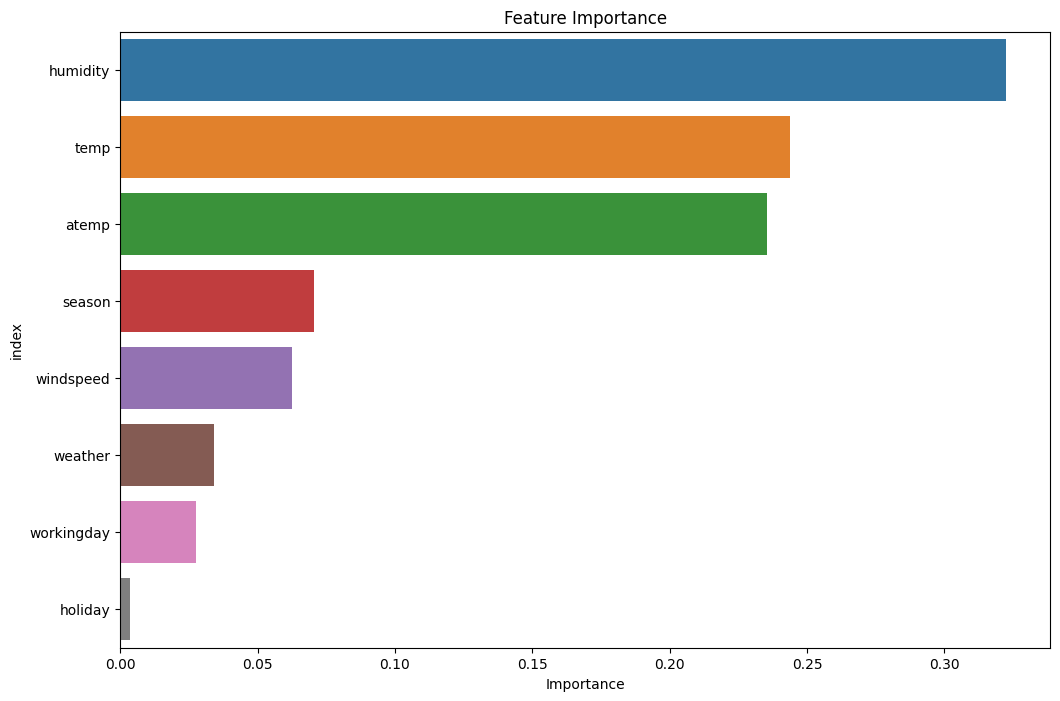 Feature Importance
humidity
temp
atemp
season
windspeed
weather
workingday
holiday
index
0.00 0.05 0.10 0.15 0.20 0.25 0.30
Importance